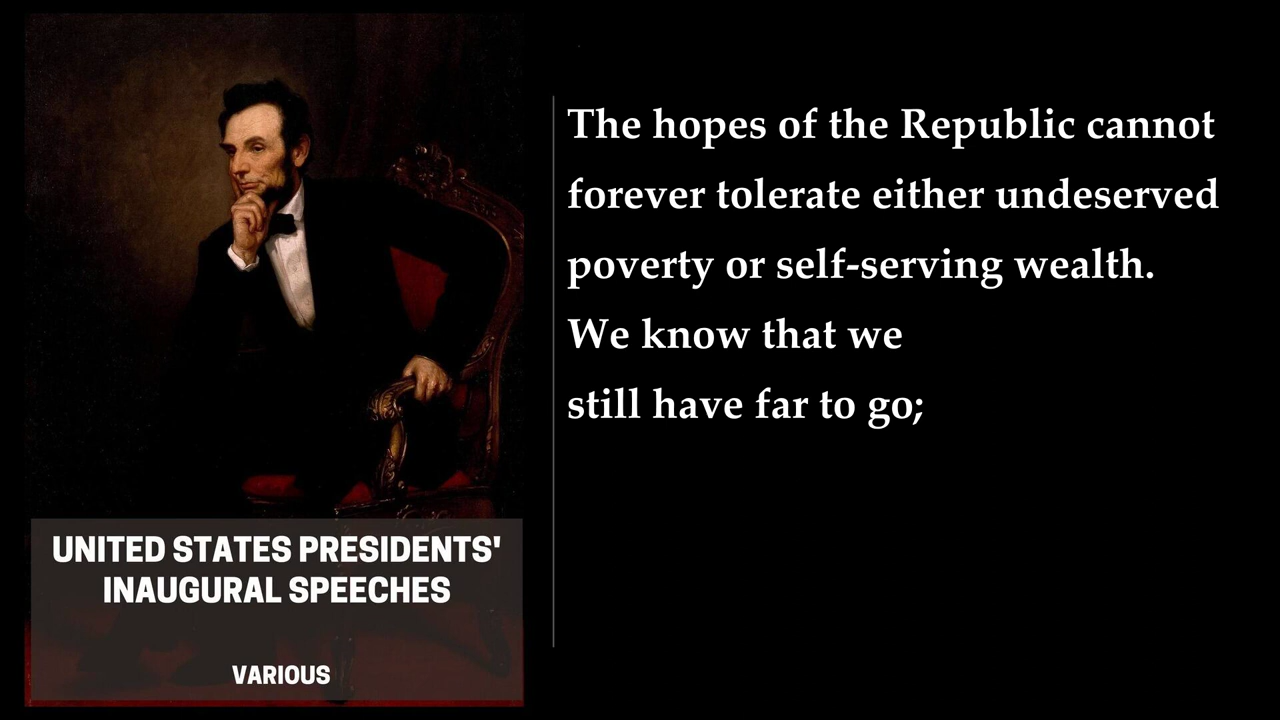 The hopes of the Republic cannot
forever tolerate either undeserved
poverty or self-serving wealth.
We know that we
still have far to go;
UNITED STATES PRESIDENTS'
INAUGURAL SPEECHES
VARIOUS